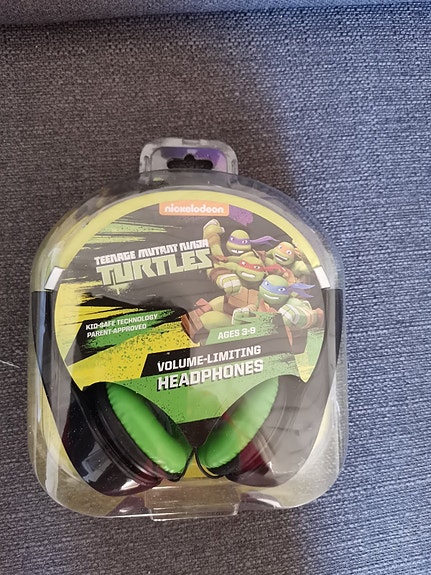 nickelodeon
TEENAGE MUTANT NINJA
TURTLES
KID-SAFE TECHNOLOGY
PARENT-APPROVED
AGES 3-9
VOLUME-LIMITING
HEADPHONES